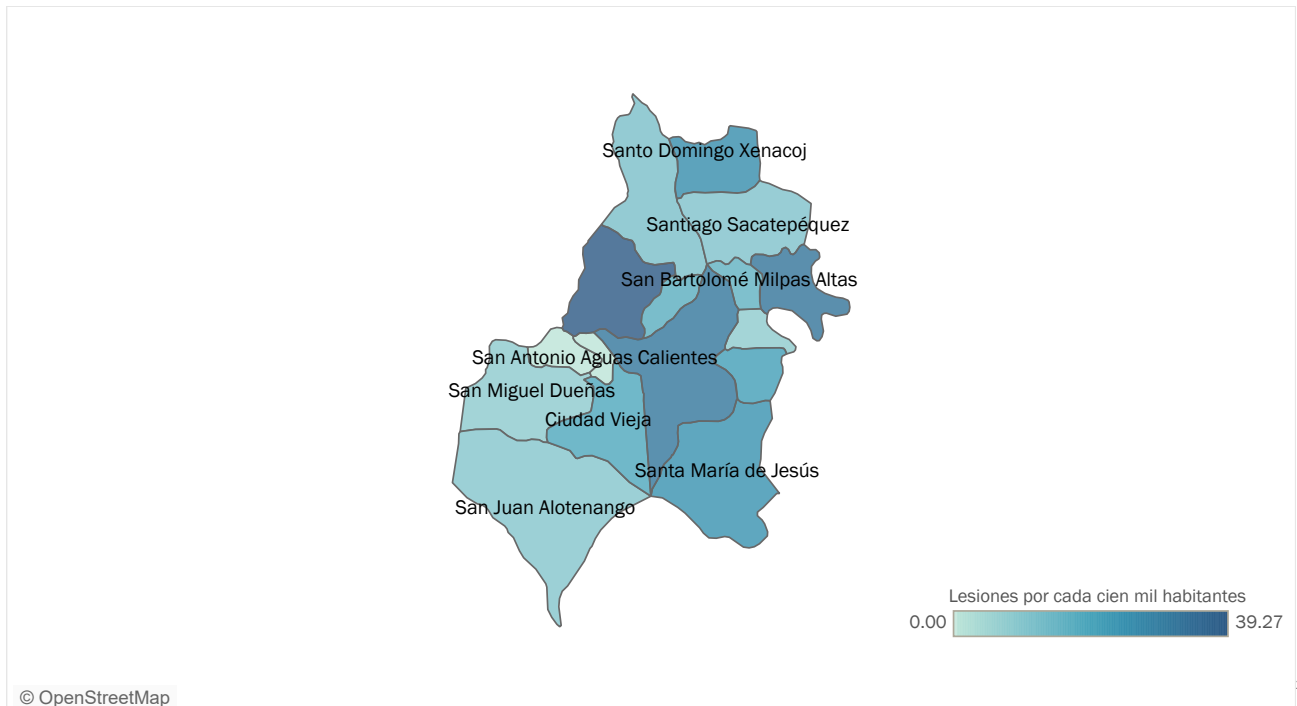 Santo Domingo Xenacoj
Santiago Sacatepéquez
San Bartolomé Milpas Altas
San Antonio Aguas Calientes
San Miguel Dueñas
Ciudad Vieja
Santa María de Jesús
San Juan Alotenango
Lesiones por cada cien mil habitantes
0.00 39.27
© OpenStreetMap